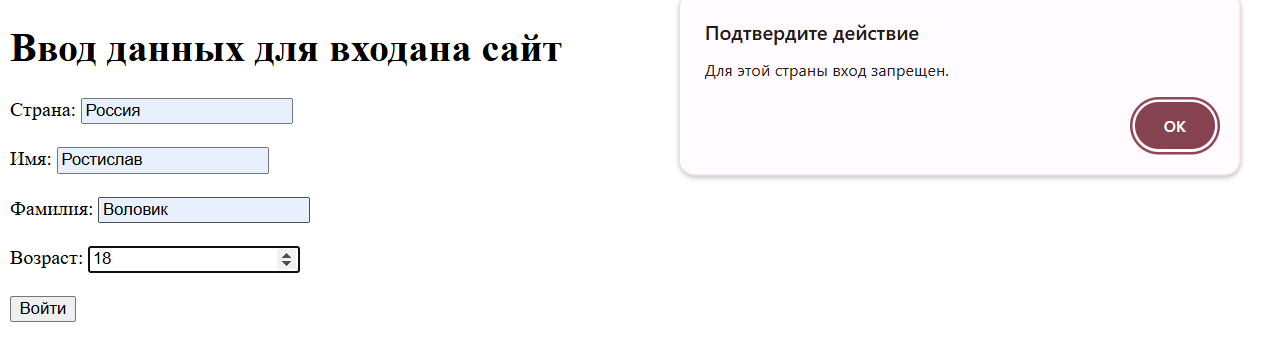 Ввод данных для входана сайт
Страна: Россия
Имя: Ростислав
Фамилия: Воловик
Возраст: 18
Войти
Подтвердите действие
Для этой страны вход запрещен.
ОК